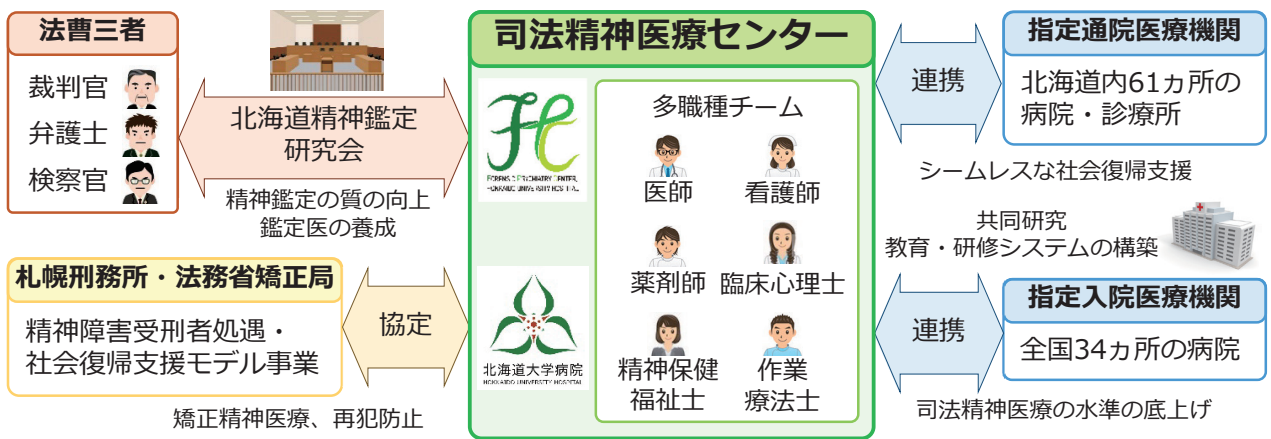 法曹三者
裁判官
弁護士
検察官
北海道精神鑑定
研究会
精神鑑定の質の向上
鑑定医の養成
札幌刑務所・法務省矯正局
精神障害受刑者処遇・
社会復帰支援モデル事業
協定
矯正精神医療、再犯防止
司法精神医療センター
FORENSIC PSYCHIATRY CENTER,
HOKKAIDO UNIVERSITY HOSPITAL
北海道大学病院
HOKKAIDO UNIVERSITY HOSPITAL
多職種チーム
医師
看護師
薬剤師
臨床心理士
精神保健
福祉士
作業
療法士
連携
指定通院医療機関
北海道内61ヵ所の
病院・診療所
シームレスな社会復帰支援
共同研究
教育・研修システムの構築
連携
指定入院医療機関
全国34ヵ所の病院
司法精神医療の水準の底上げ